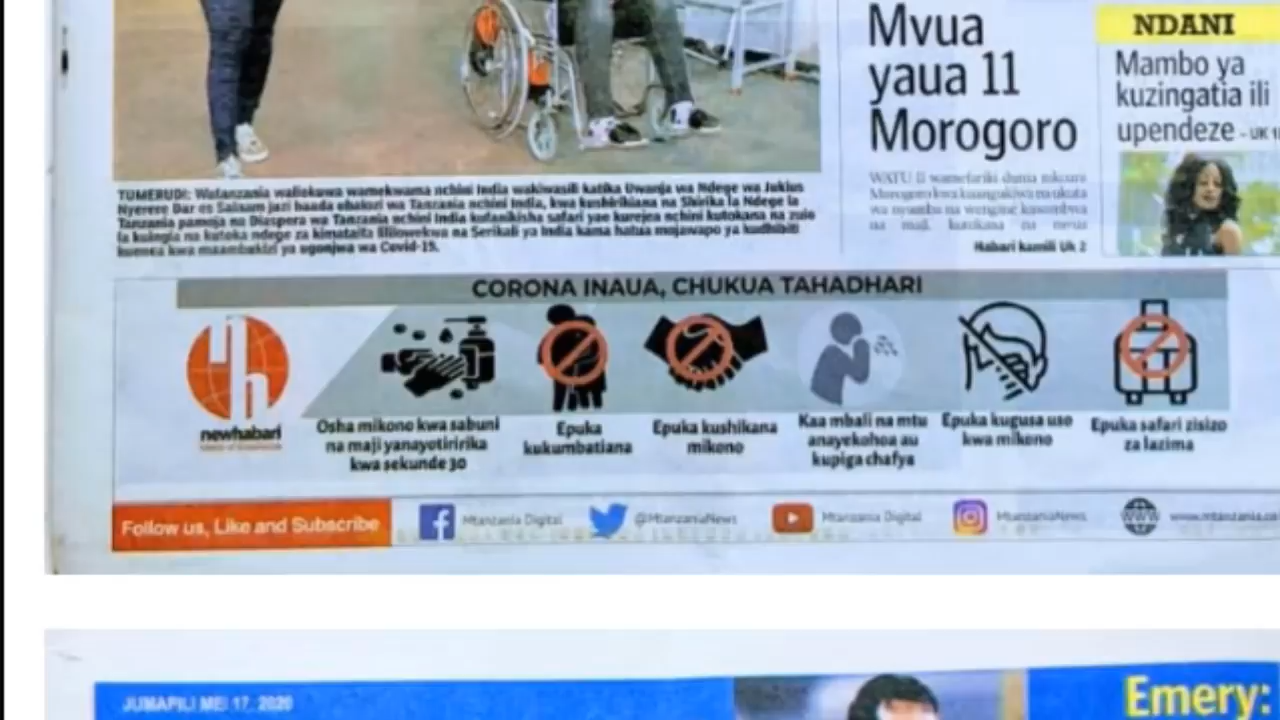 Mvua
yaua 11
Morogoro
WATU 11 wamefariki dunia mkoani
Morogoro kwa kuangukiwa na ukuta
wa nyumba na wengine kusombwa
na maji, kutokana na mvua
Habari kamili Uk 2
NDANI
Mambo ya
kuzingatia ili
upendeze - UK
TUMERUDI: Watanzania waliokuwa wamekwama nchini India wakiwasili katika Uwanja wa Ndege wa Julius
Nyerere Dar es Salaam jazi baada ubalozi wa Tanzania nchini India, kwa kushirikiana na Shirika la Ndege la
Tanzania pamoja na Diaspora wa Tanzania nchini India kufanikisha safari yao kurejea nchini kutokana na zuio
la kuingia na kutoka ndege za kimataifa lililowekwa na Serikali ya India kama hatua mojawapo ya kudhibiti
kuenea kwa maambukizi ya ugonjwa wa Covid-19.
CORONA INAUA, CHUKUA TAHADHARI
newhabari
Osha mikono kwa sabuni
na maji yanayotiririka
kwa sekunde 30
Epuka
kukumbatiana
Epuka kushikana
mikono
Kaa mbali na mtu
anayekohoa au
kupiga chafya
Epuka kugusa uso
kwa mikono
Epuka safari zisizo
za lazima
Follow us, Like and Subscribe
Mtanzania Digital
@MtanzaniaNews
Mtanzania Digital
MtanzaniaNews
www.mtanzania.co
JUMAPILI MEI 17, 2020
Emery: